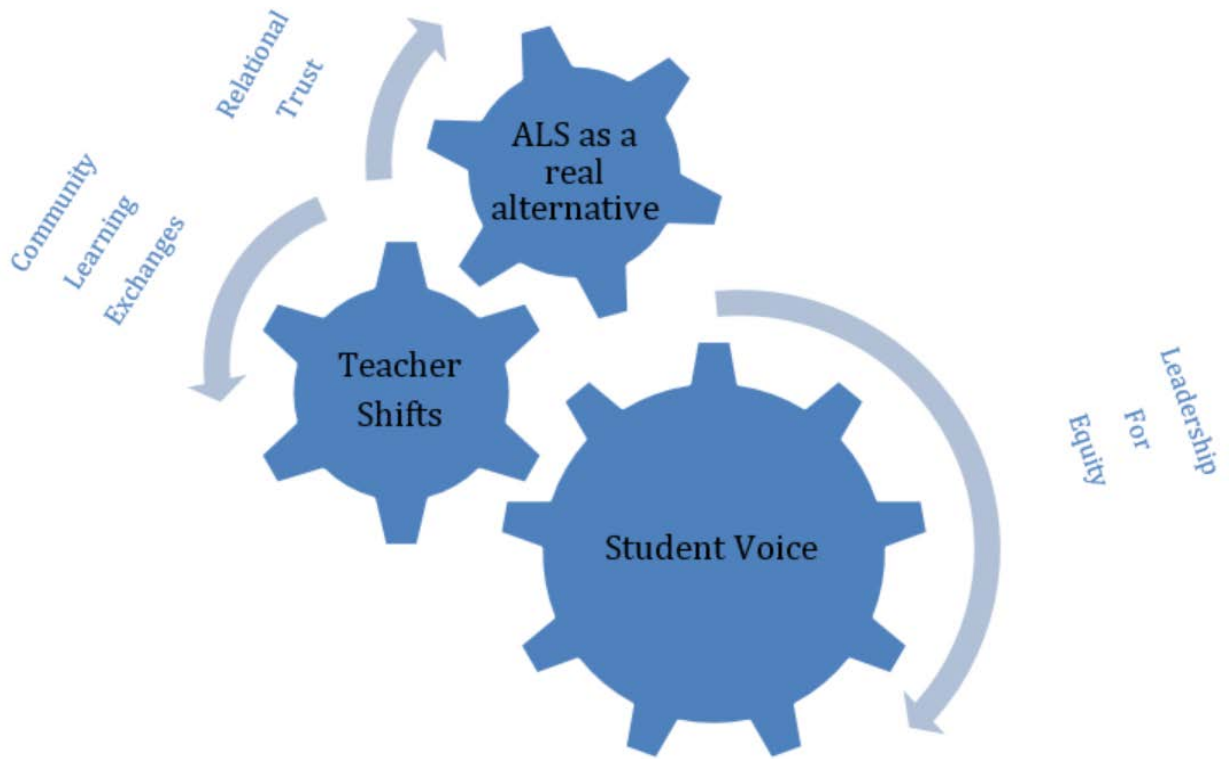 Relational
Trust
Community
Learning
Exchanges
ALS as a
real
alternative
Teacher
Shifts
Student Voice
Leadership
For
Equity